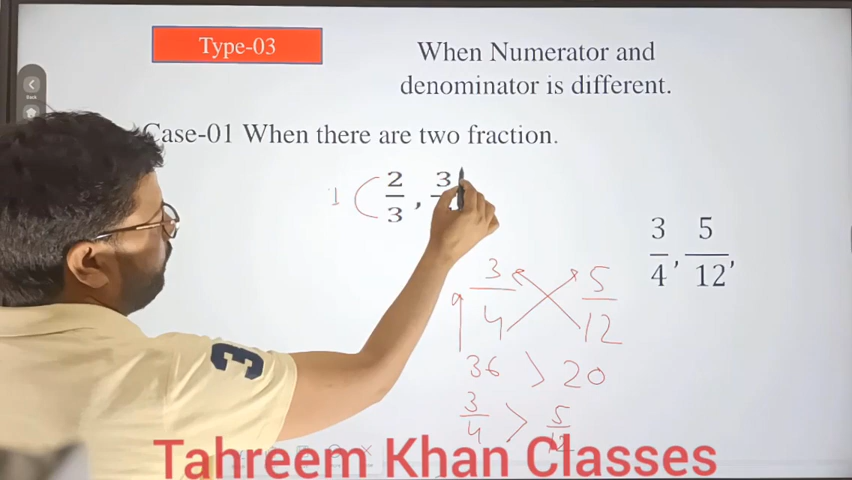 Type-03
When Numerator and
denominator is different.
Case-01 When there are two fraction.
1 ( 2/3 , 3
3/4, 5/12,
3/4 5/12
36 > 20
3/4 > 5/12
Tahreem Khan Classes